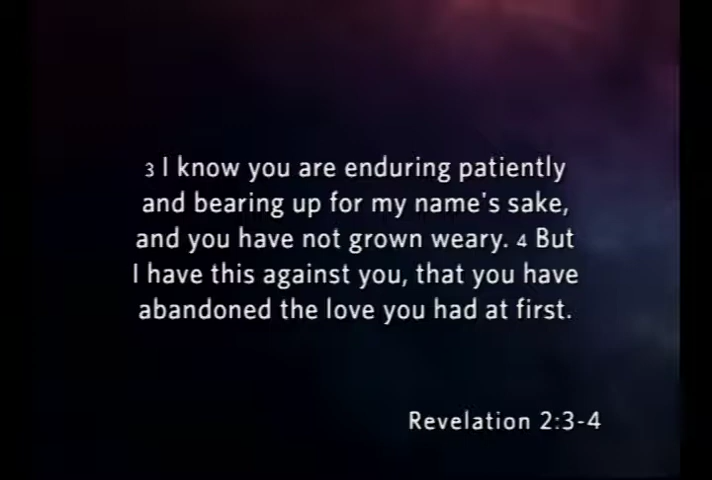 3 I know you are enduring patiently
and bearing up for my name's sake,
and you have not grown weary. 4 But
I have this against you, that you have
abandoned the love you had at first.
Revelation 2:3-4